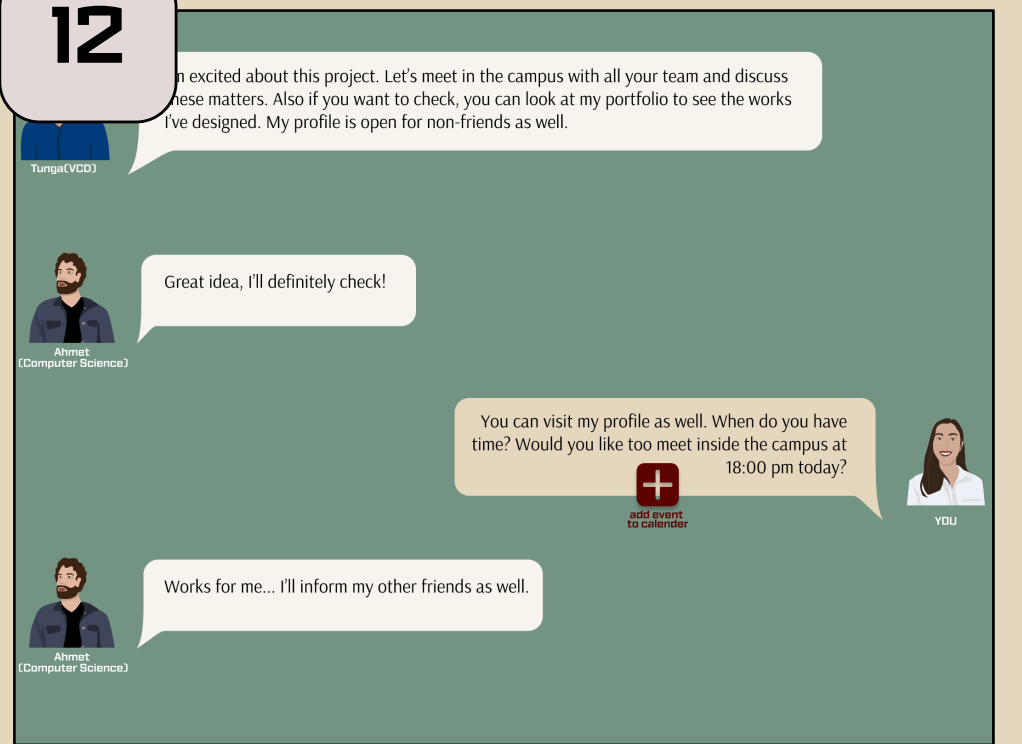 12
m excited about this project. Let's meet in the campus with all your team and discuss
hese matters. Also if you want to check, you can look at my portfolio to see the works
I've designed. My profile is open for non-friends as well.
Tunga(VCD)
Great idea, I'll definitely check!
Ahmet
(Computer Science)
You can visit my profile as well. When do you have
time? Would you like too meet inside the campus at
18:00 pm today?
add event
to calender
YOU
Works for me... I'll inform my other friends as well.
Ahmet
(Computer Science)